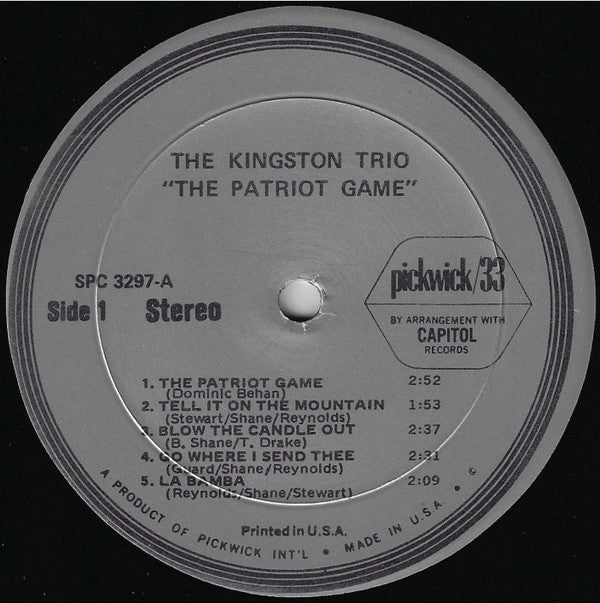 THE KINGSTON TRIO
"THE PATRIOT GAME"
SPC 3297-A
Side 1 Stereo
pickwick/33
BY ARRANGEMENT WITH
CAPITOL
RECORDS
1. THE PATRIOT GAME 2:52
(Dominic Behan)
2. TELL IT ON THE MOUNTAIN 1:53
(Stewart/Shane/Reynolds)
3. BLOW THE CANDLE OUT 2:37
(B. Shane/T. Drake)
4. GO WHERE I SEND THEE 2:31
(Guard/Shane/Reynolds)
5. LA BAMBA 2:09
(Reynolds/Shane/Stewart)
Printed in U.S.A.
A PRODUCT OF PICKWICK INT'L • MADE IN U.S.A. • ©